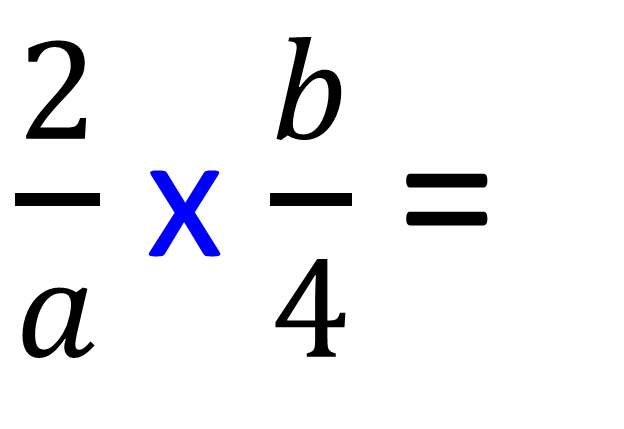 2/a x b/4 =